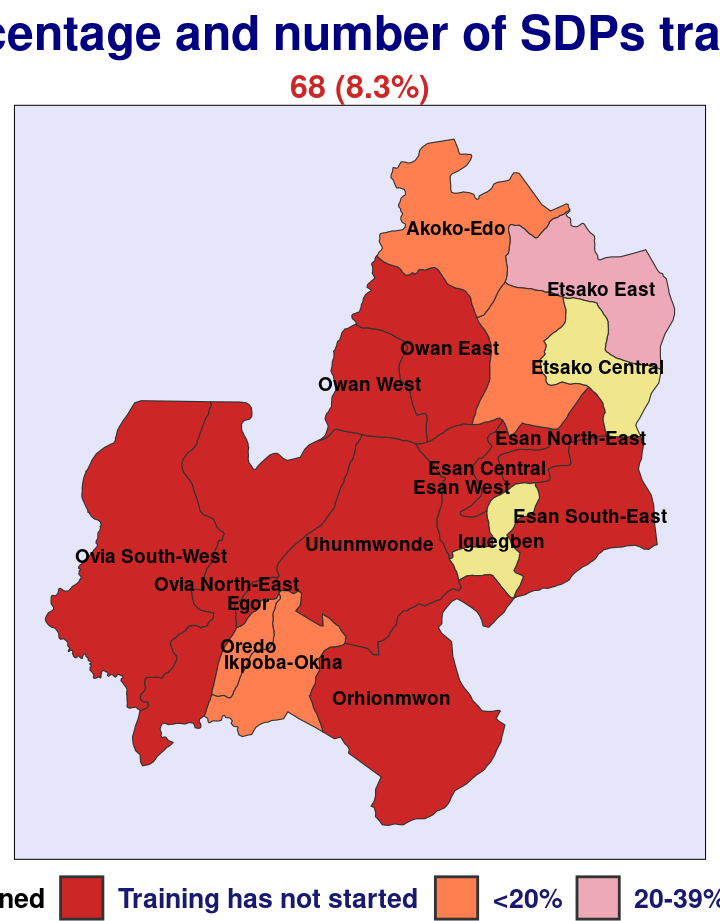 centage and number of SDPs tra
68 (8.3%)
Akoko-Edo
Etsako East
Owan East
Etsako Central
Owan West
Esan North-East
Esan Central
Esan West
Esan South-East
Iguegben
Uhunmwonde
Ovia South-West
Ovia North-East
Egor
Oredo
Ikpoba-Okha
Orhionmwon
ned Training has not started <20% 20-39%